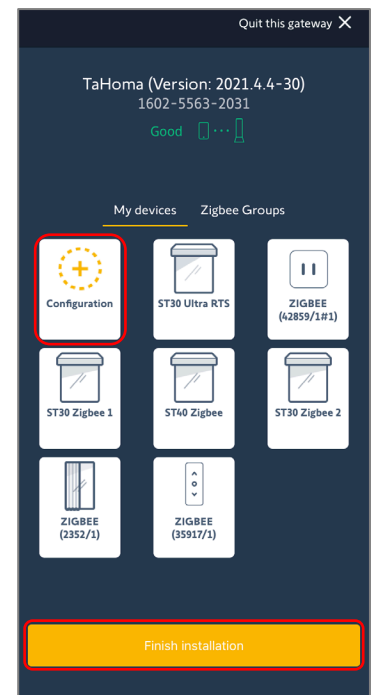 Quit this gateway ✕
TaHoma (Version: 2021.4.4-30)
1602-5563-2031
Good
My devices Zigbee Groups
Configuration
ST30 Ultra RTS
ZIGBEE
(42859/1#1)
ST30 Zigbee 1
ST40 Zigbee
ST30 Zigbee 2
ZIGBEE
(2352/1)
ZIGBEE
(35917/1)
Finish installation